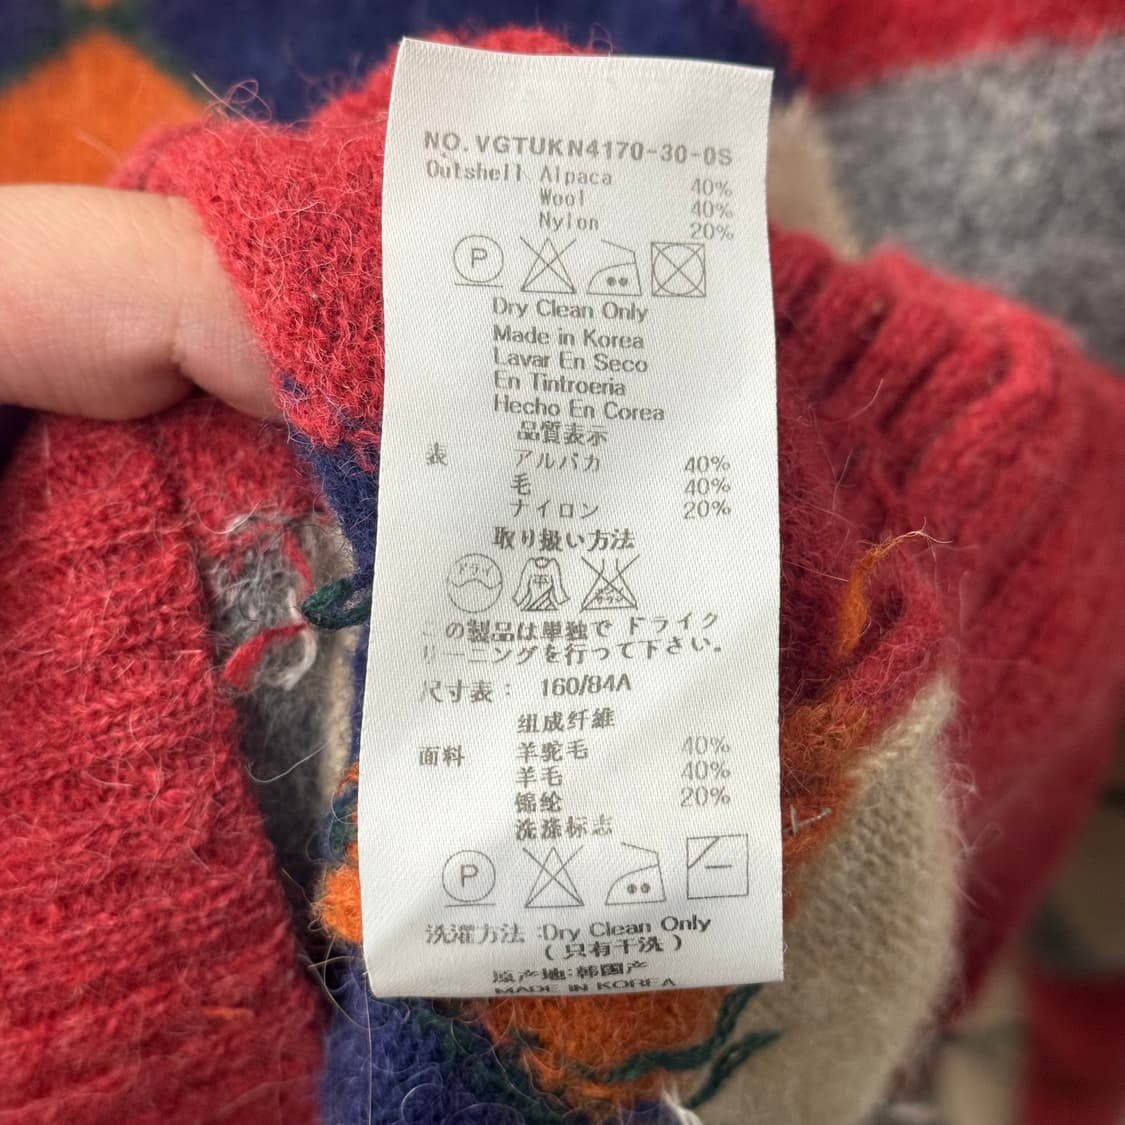 NO. VGTUKN4170-30-0S
Outshell Alpaca 40%
Wool 40%
Nylon 20%
P
Dry Clean Only
Made in Korea
Lavar En Seco
En Tintroeria
Hecho En Corea
品質表示
表 アルパカ 40%
毛 40%
ナイロン 20%
取り扱い方法
ドライ 中
この製品は単独で ドライク
リーニングを行って下さい。
尺寸表： 160/84A
组成纤維
面料 羊驼毛 40%
羊毛 40%
锦纶 20%
洗涤标志
P
洗濯方法 :Dry Clean Only
( 只有干洗 )
原产地:韩国产
MADE IN KOREA